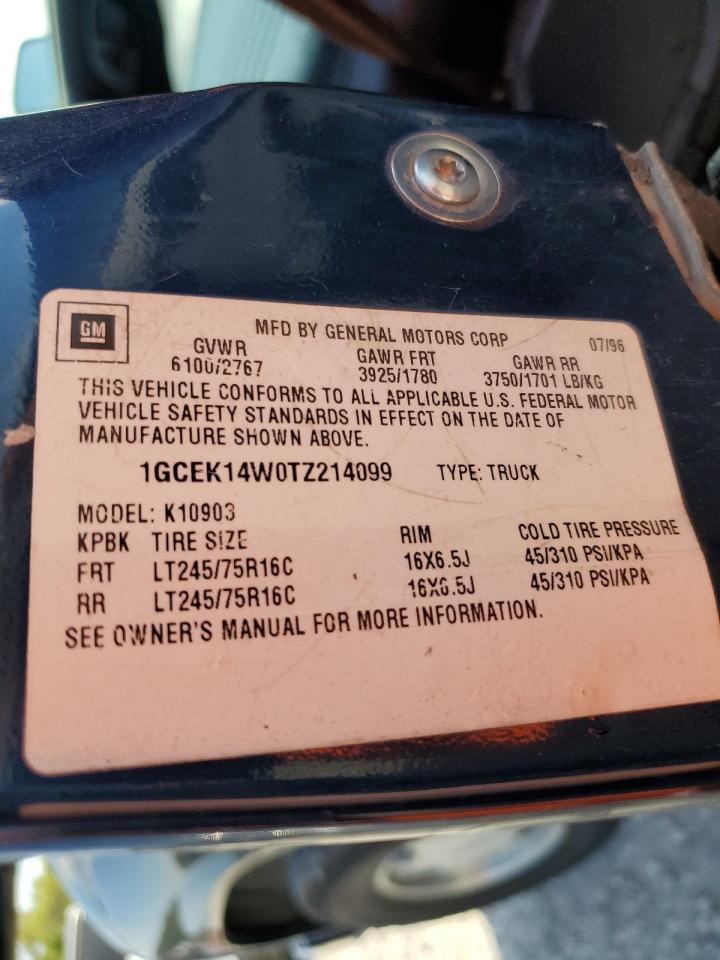 GM
MFD BY GENERAL MOTORS CORP 07/96
GVWR GAWR FRT GAWR RR
6100/2767 3925/1780 3750/1701 LB/KG
THIS VEHICLE CONFORMS TO ALL APPLICABLE U.S. FEDERAL MOTOR
VEHICLE SAFETY STANDARDS IN EFFECT ON THE DATE OF
MANUFACTURE SHOWN ABOVE.
1GCEK14W0TZ214099 TYPE: TRUCK
MODEL: K10903
KPBK TIRE SIZE RIM COLD TIRE PRESSURE
FRT LT245/75R16C 16X6.5J 45/310 PSI/KPA
RR LT245/75R16C 16X6.5J 45/310 PSI/KPA
SEE OWNER'S MANUAL FOR MORE INFORMATION.